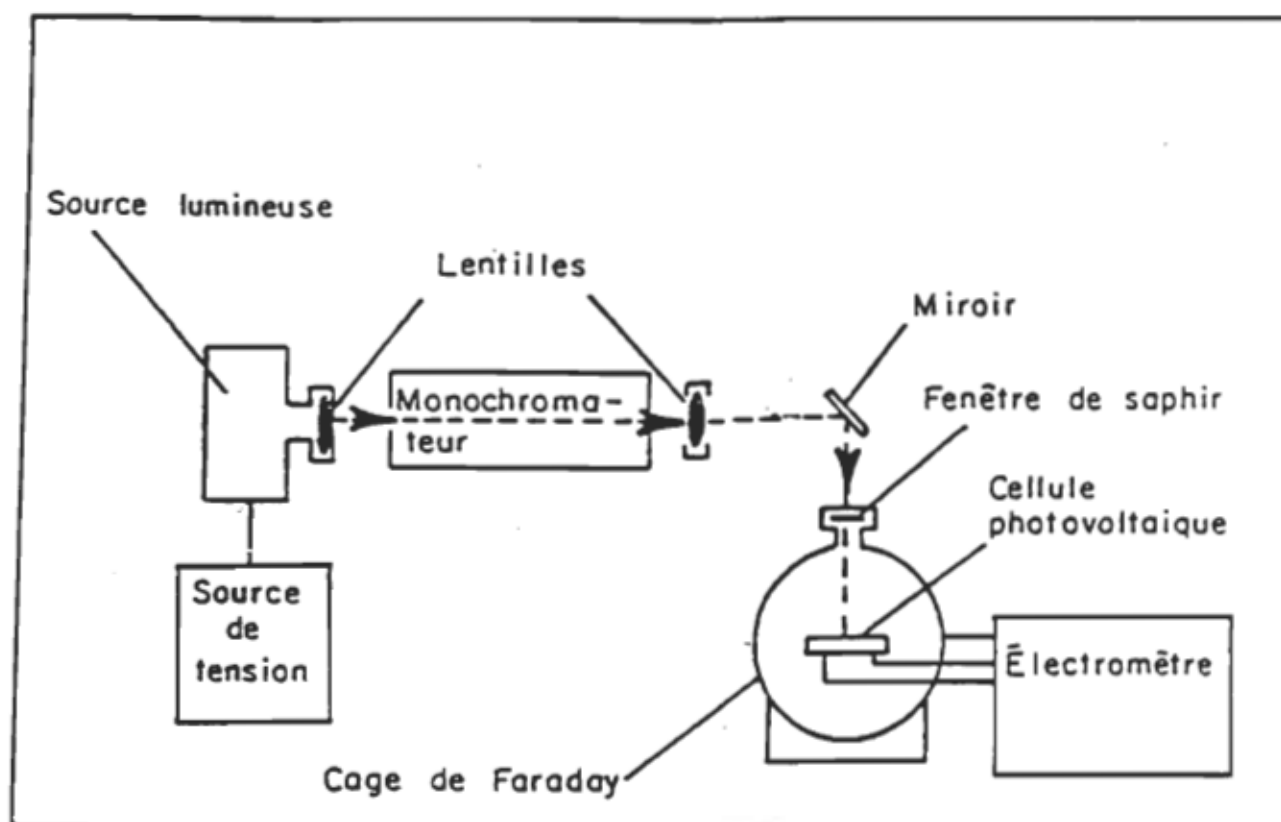 Source lumineuse
Lentilles
Miroir
Monochroma-
teur
Fenêtre de saphir
Cellule
photovoltaique
Source
de
tension
Électromètre
Cage de Faraday